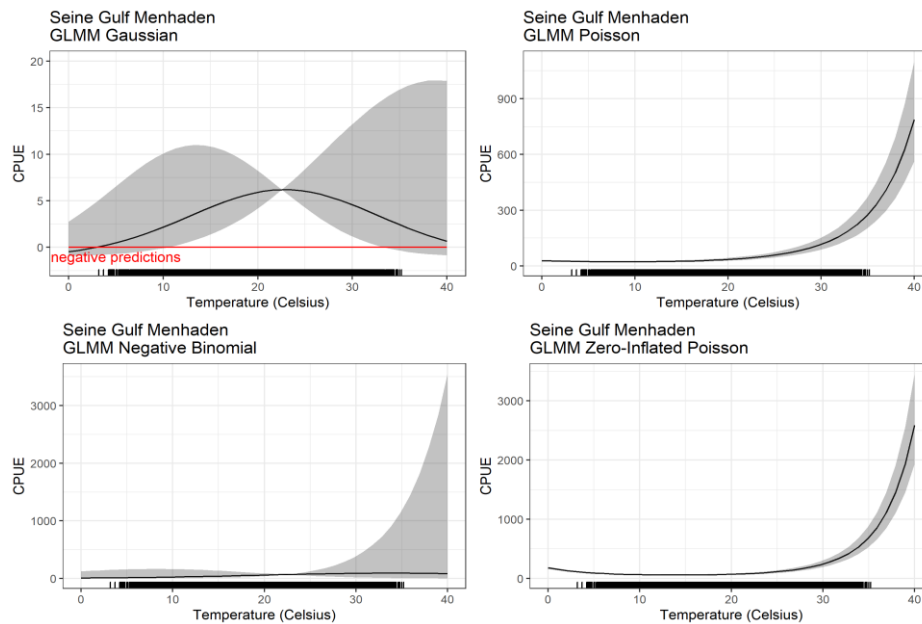 Seine Gulf Menhaden
GLMM Gaussian
20
15
10
5
0
CPUE
negative predictions
0
10
20
30
40
Temperature (Celsius)
Seine Gulf Menhaden
GLMM Poisson
900
600
300
0
CPUE
0
10
20
30
40
Temperature (Celsius)
Seine Gulf Menhaden
GLMM Negative Binomial
3000
2000
1000
0
CPUE
0
10
20
30
40
Temperature (Celsius)
Seine Gulf Menhaden
GLMM Zero-Inflated Poisson
3000
2000
1000
0
CPUE
0
10
20
30
40
Temperature (Celsius)